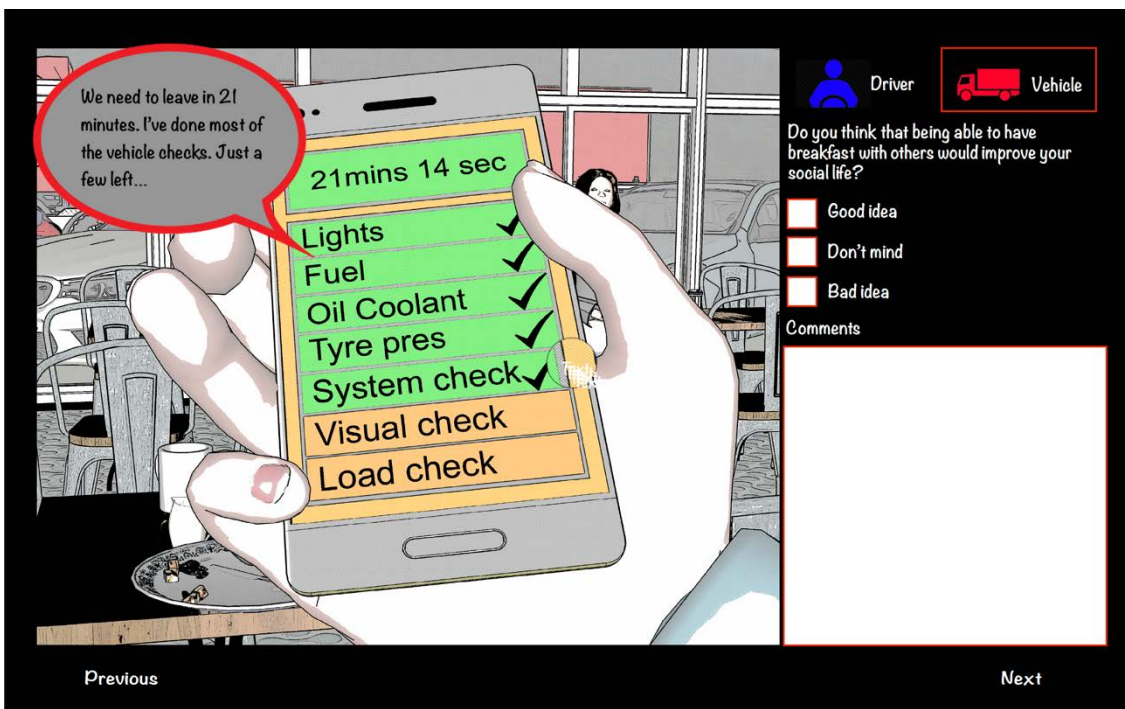 We need to leave in 21
minutes. I've done most of
the vehicle checks. Just a
few left...
21mins 14 sec
Lights
Fuel
Oil Coolant
Tyre pres
System check
Visual check
Load check
Driver
Vehicle
Do you think that being able to have
breakfast with others would improve your
social life?
Good idea
Don't mind
Bad idea
Comments
Previous
Next